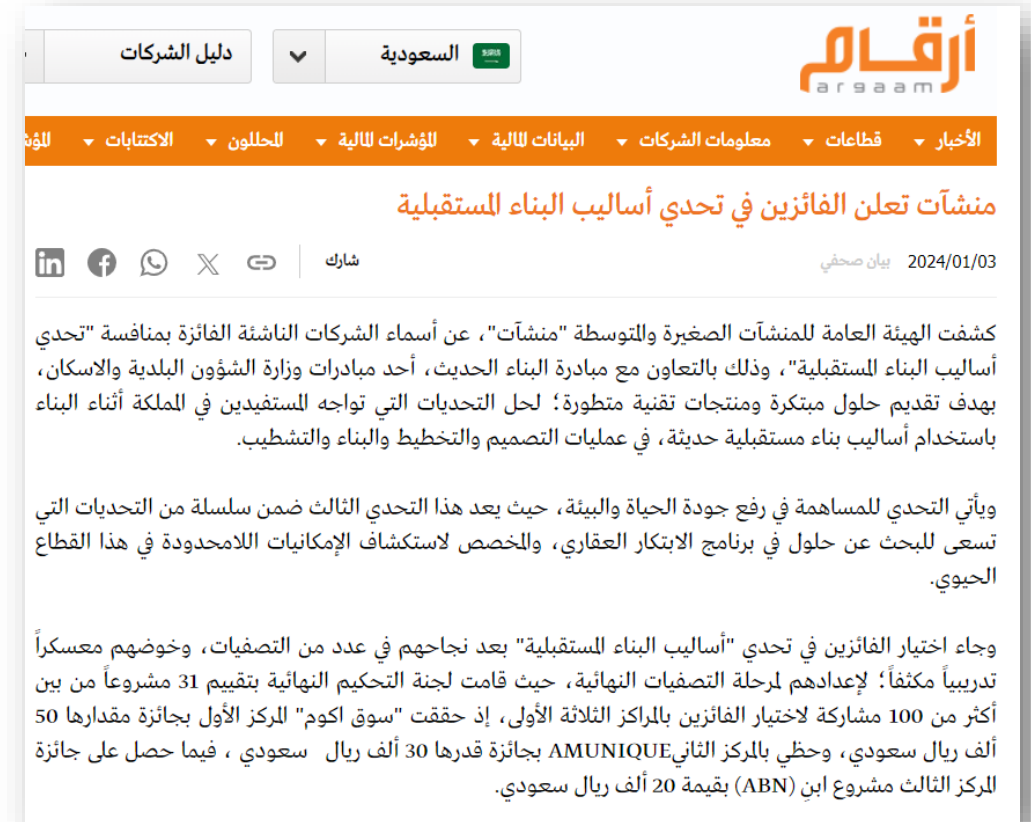 أرقام
argaam
السعودية
دليل الشركات
الأخبار
قطاعات
معلومات الشركات
البيانات المالية
المؤشرات المالية
المحللون
الاكتتابات
منشآت تعلن الفائزين في تحدي أساليب البناء المستقبلية
2024/01/03 بيان صحفي
شارك
كشفت الهيئة العامة للمنشآت الصغيرة والمتوسطة "منشآت"، عن أسماء الشركات الناشئة الفائزة بمنافسة "تحدي
أساليب البناء المستقبلية"، وذلك بالتعاون مع مبادرة البناء الحديث، أحد مبادرات وزارة الشؤون البلدية والاسكان،
بهدف تقديم حلول مبتكرة ومنتجات تقنية متطورة؛ لحل التحديات التي تواجه المستفيدين في المملكة أثناء البناء
باستخدام أساليب بناء مستقبلية حديثة، في عمليات التصميم والتخطيط والبناء والتشطيب.
ويأتي التحدي للمساهمة في رفع جودة الحياة والبيئة، حيث يعد هذا التحدي الثالث ضمن سلسلة من التحديات التي
تسعى للبحث عن حلول في برنامج الابتكار العقاري، والمخصص لاستكشاف الإمكانيات اللامحدودة في هذا القطاع
الحيوي.
وجاء اختيار الفائزين في تحدي "أساليب البناء المستقبلية" بعد نجاحهم في عدد من التصفيات، وخوضهم معسكراً
تدريبياً مكثفاً؛ لإعدادهم لمرحلة التصفيات النهائية، حيث قامت لجنة التحكيم النهائية بتقييم 31 مشروعاً من بين
أكثر من 100 مشاركة لاختيار الفائزين بالمراكز الثلاثة الأولى، إذ حققت "سوق اكوم" المركز الأول بجائزة مقدارها 50
ألف ريال سعودي، وحظي بالمركز الثانيAMUNIQUE بجائزة قدرها 30 ألف ريال سعودي ، فيما حصل على جائزة
المركز الثالث مشروع ابنِ (ABN) بقيمة 20 ألف ريال سعودي.